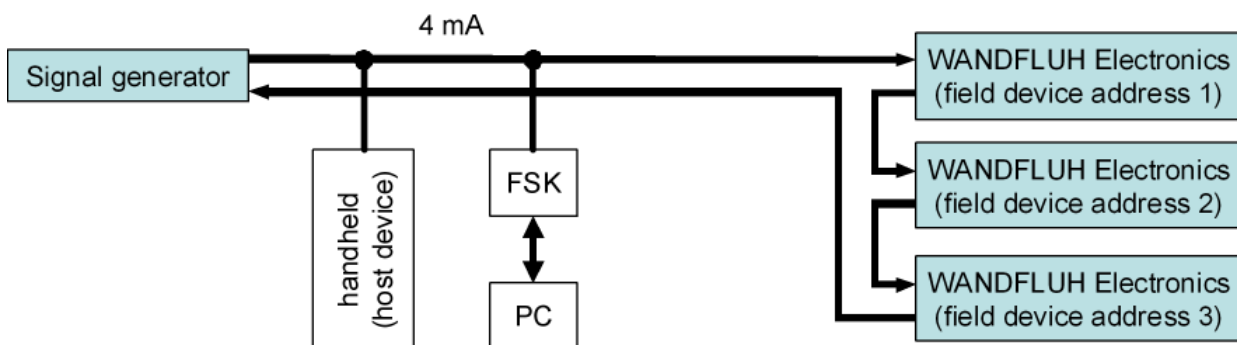 4 mA
Signal generator
WANDFLUH Electronics
(field device address 1)
handheld
(host device)
FSK
WANDFLUH Electronics
(field device address 2)
PC
WANDFLUH Electronics
(field device address 3)